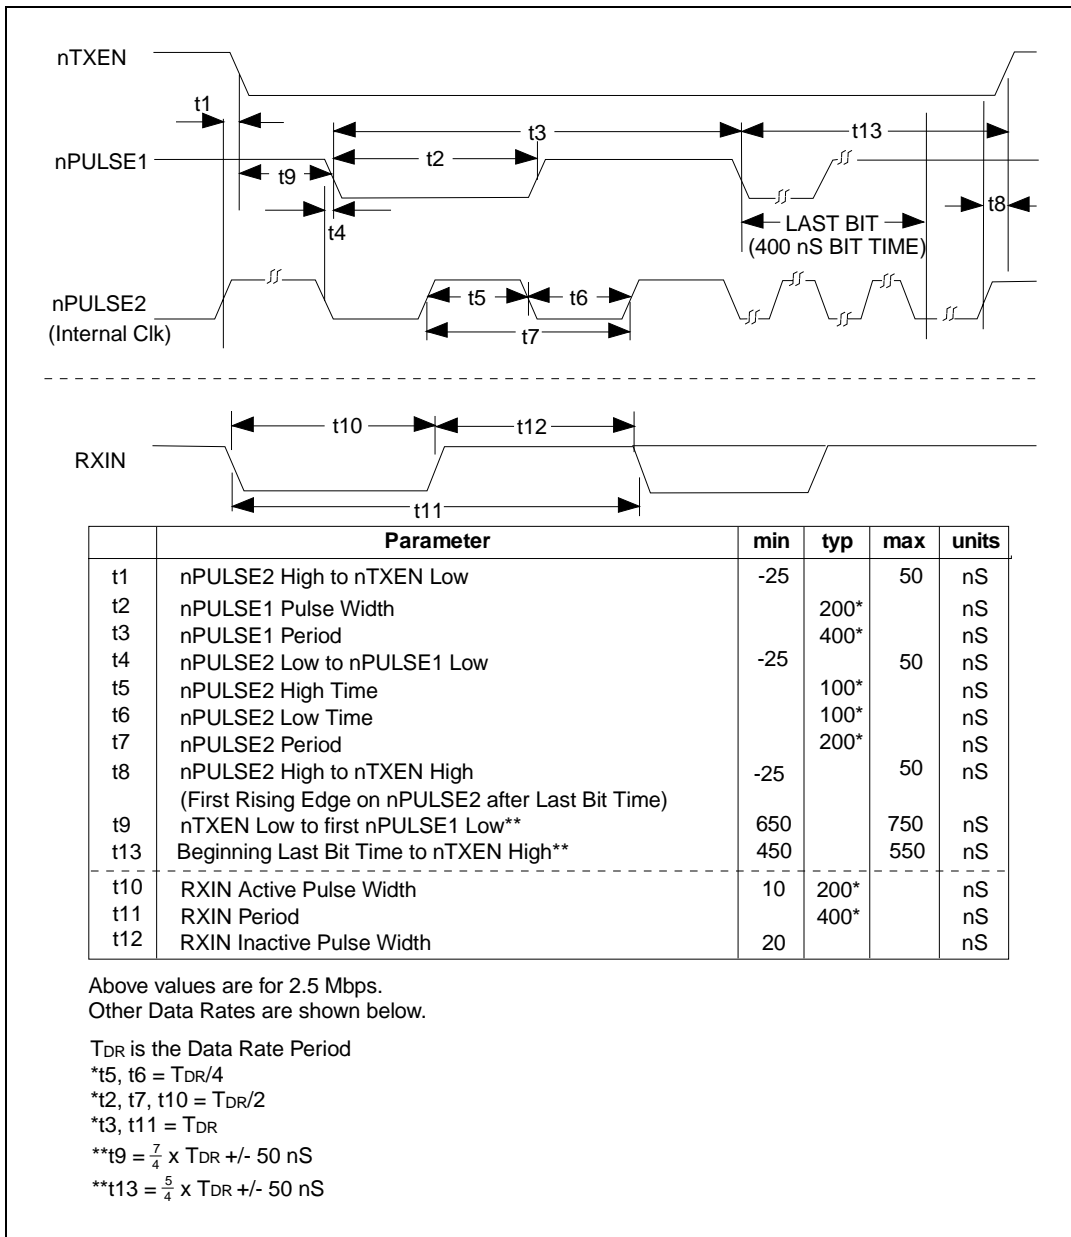 nTXEN
t1
t3
t13
nPULSE1
t2
t9
t8
t4
LAST BIT
(400 nS BIT TIME)
nPULSE2
(Internal Clk)
t5
t6
t7
t10
t12
RXIN
t11
Parameter min typ max units
t1 nPULSE2 High to nTXEN Low -25 50 nS
t2 nPULSE1 Pulse Width 200* nS
t3 nPULSE1 Period 400* nS
t4 nPULSE2 Low to nPULSE1 Low -25 50 nS
t5 nPULSE2 High Time 100* nS
t6 nPULSE2 Low Time 100* nS
t7 nPULSE2 Period 200* nS
t8 nPULSE2 High to nTXEN High -25 50 nS
(First Rising Edge on nPULSE2 after Last Bit Time)
t9 nTXEN Low to first nPULSE1 Low** 650 750 nS
t13 Beginning Last Bit Time to nTXEN High** 450 550 nS
t10 RXIN Active Pulse Width 10 200* nS
t11 RXIN Period 400* nS
t12 RXIN Inactive Pulse Width 20 nS
Above values are for 2.5 Mbps.
Other Data Rates are shown below.
TDR is the Data Rate Period
*t5, t6 = TDR/4
*t2, t7, t10 = TDR/2
*t3, t11 = TDR
**t9 = 7/4 x TDR +/- 50 nS
**t13 = 5/4 x TDR +/- 50 nS